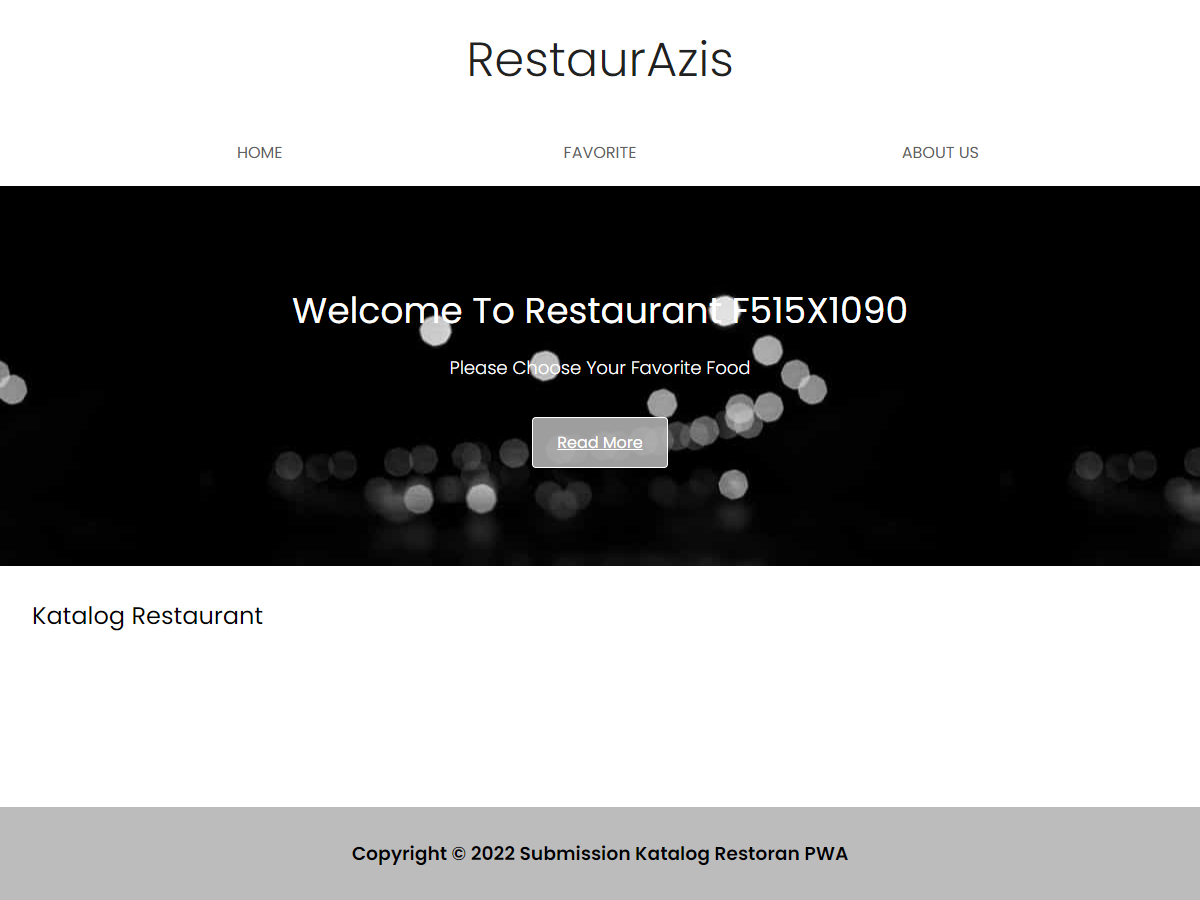 RestaurAzis
HOME
FAVORITE
ABOUT US
Welcome To Restaurant F515X1090
Please Choose Your Favorite Food
Read More
Katalog Restaurant
Copyright © 2022 Submission Katalog Restoran PWA